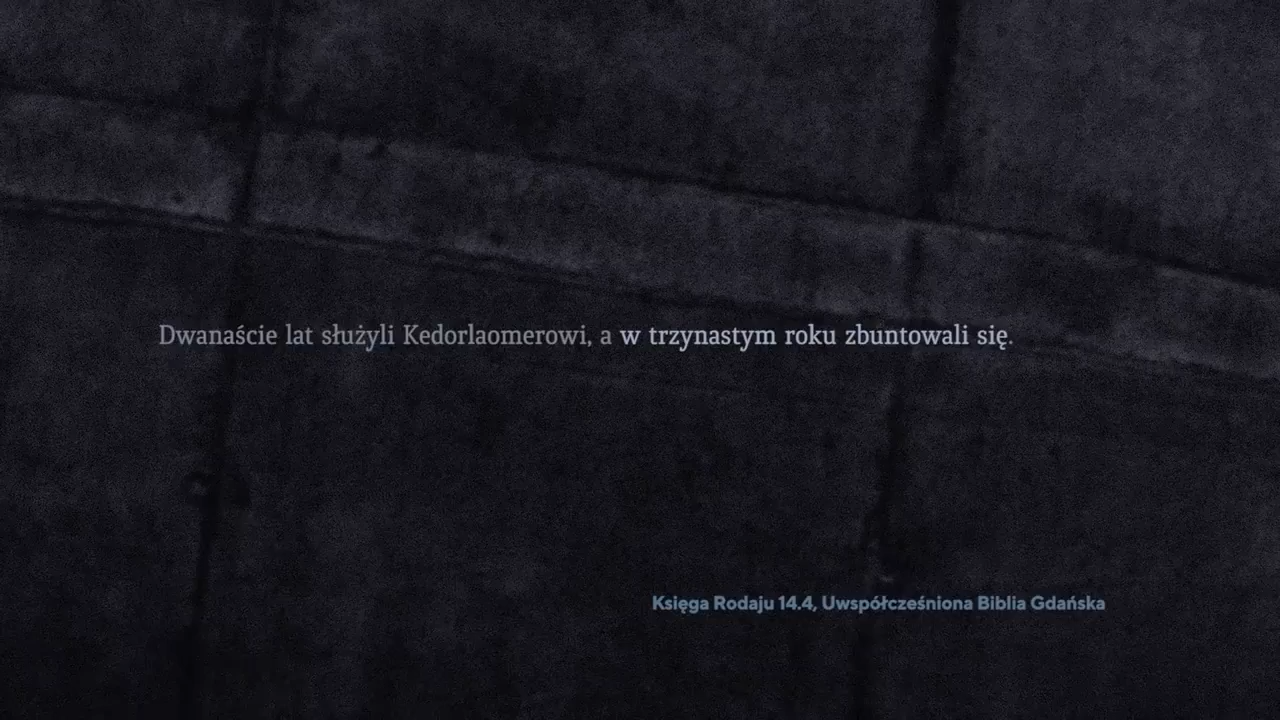 Dwanaście lat służyli Kedorlaomerowi, a w trzynastym roku zbuntowali się.
Księga Rodzaju 14.4, Uwspółcześniona Biblia Gdańska